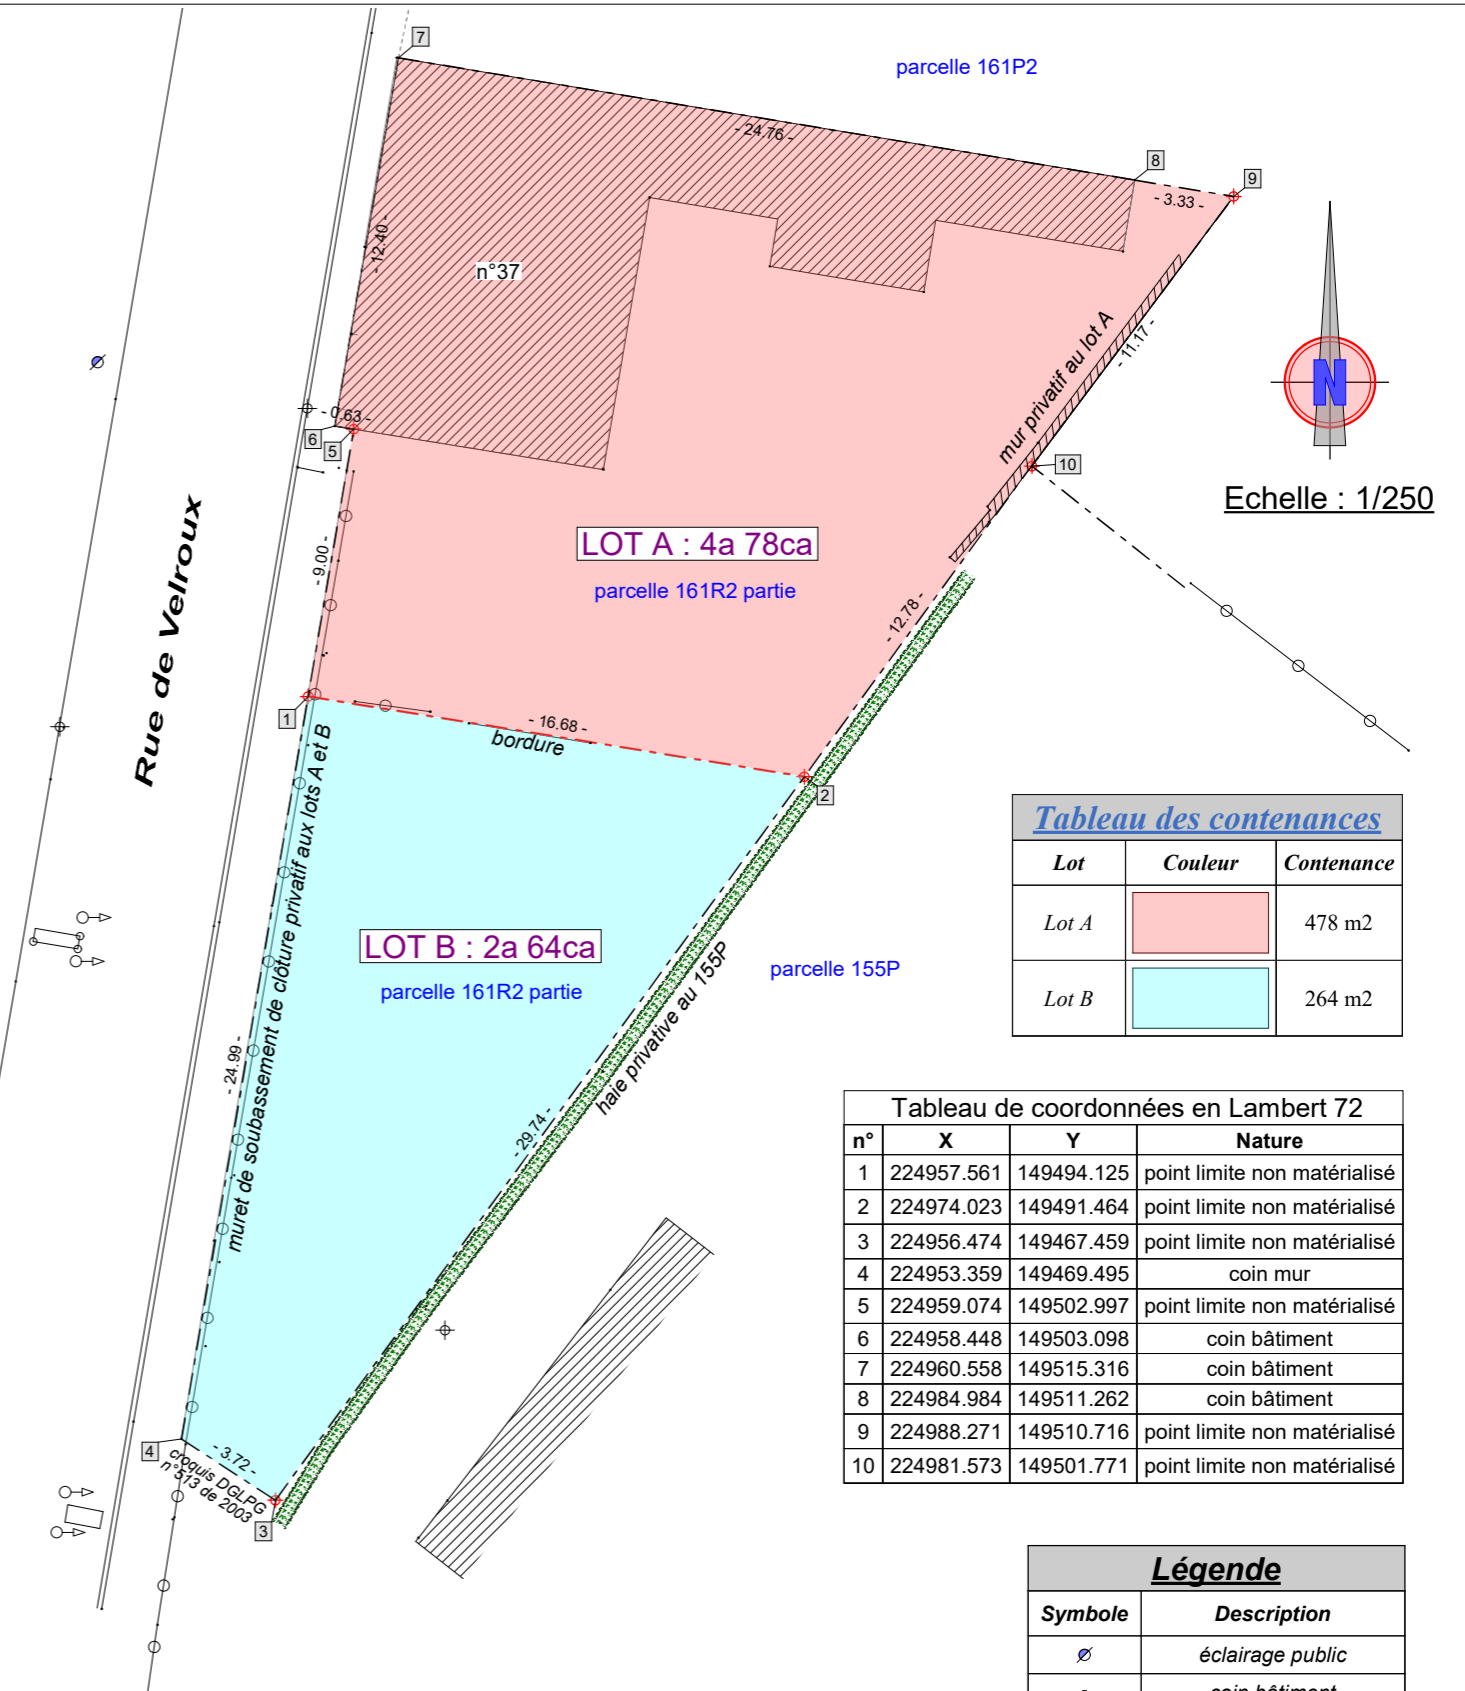 7
parcelle 161P2
- 24.76 -
8
9
- 3.33 -
- 12.40 -
n°37
mur privatif au lot A
- 11.17 -
N
- 0.63 -
6
5
10
Echelle : 1/250
Rue de Velroux
- 9.00 -
LOT A : 4a 78ca
parcelle 161R2 partie
- 12.78 -
1
- 16.68 -
bordure
2
muret de soubassement de clôture privatif aux lots A et B
LOT B : 2a 64ca
parcelle 161R2 partie
parcelle 155P
haie privative au 155P
- 24.99 -
- 29.74 -
4
- 3.72 -
croquis DGLPG
n°513 de 2003
3
Tableau des contenances
Lot Couleur Contenance
Lot A 478 m2
Lot B 264 m2
Tableau de coordonnées en Lambert 72
n° X Y Nature
1 224957.561 149494.125 point limite non matérialisé
2 224974.023 149491.464 point limite non matérialisé
3 224956.474 149467.459 point limite non matérialisé
4 224953.359 149469.495 coin mur
5 224959.074 149502.997 point limite non matérialisé
6 224958.448 149503.098 coin bâtiment
7 224960.558 149515.316 coin bâtiment
8 224984.984 149511.262 coin bâtiment
9 224988.271 149510.716 point limite non matérialisé
10 224981.573 149501.771 point limite non matérialisé
Légende
Symbole Description
éclairage public
coin bâtiment